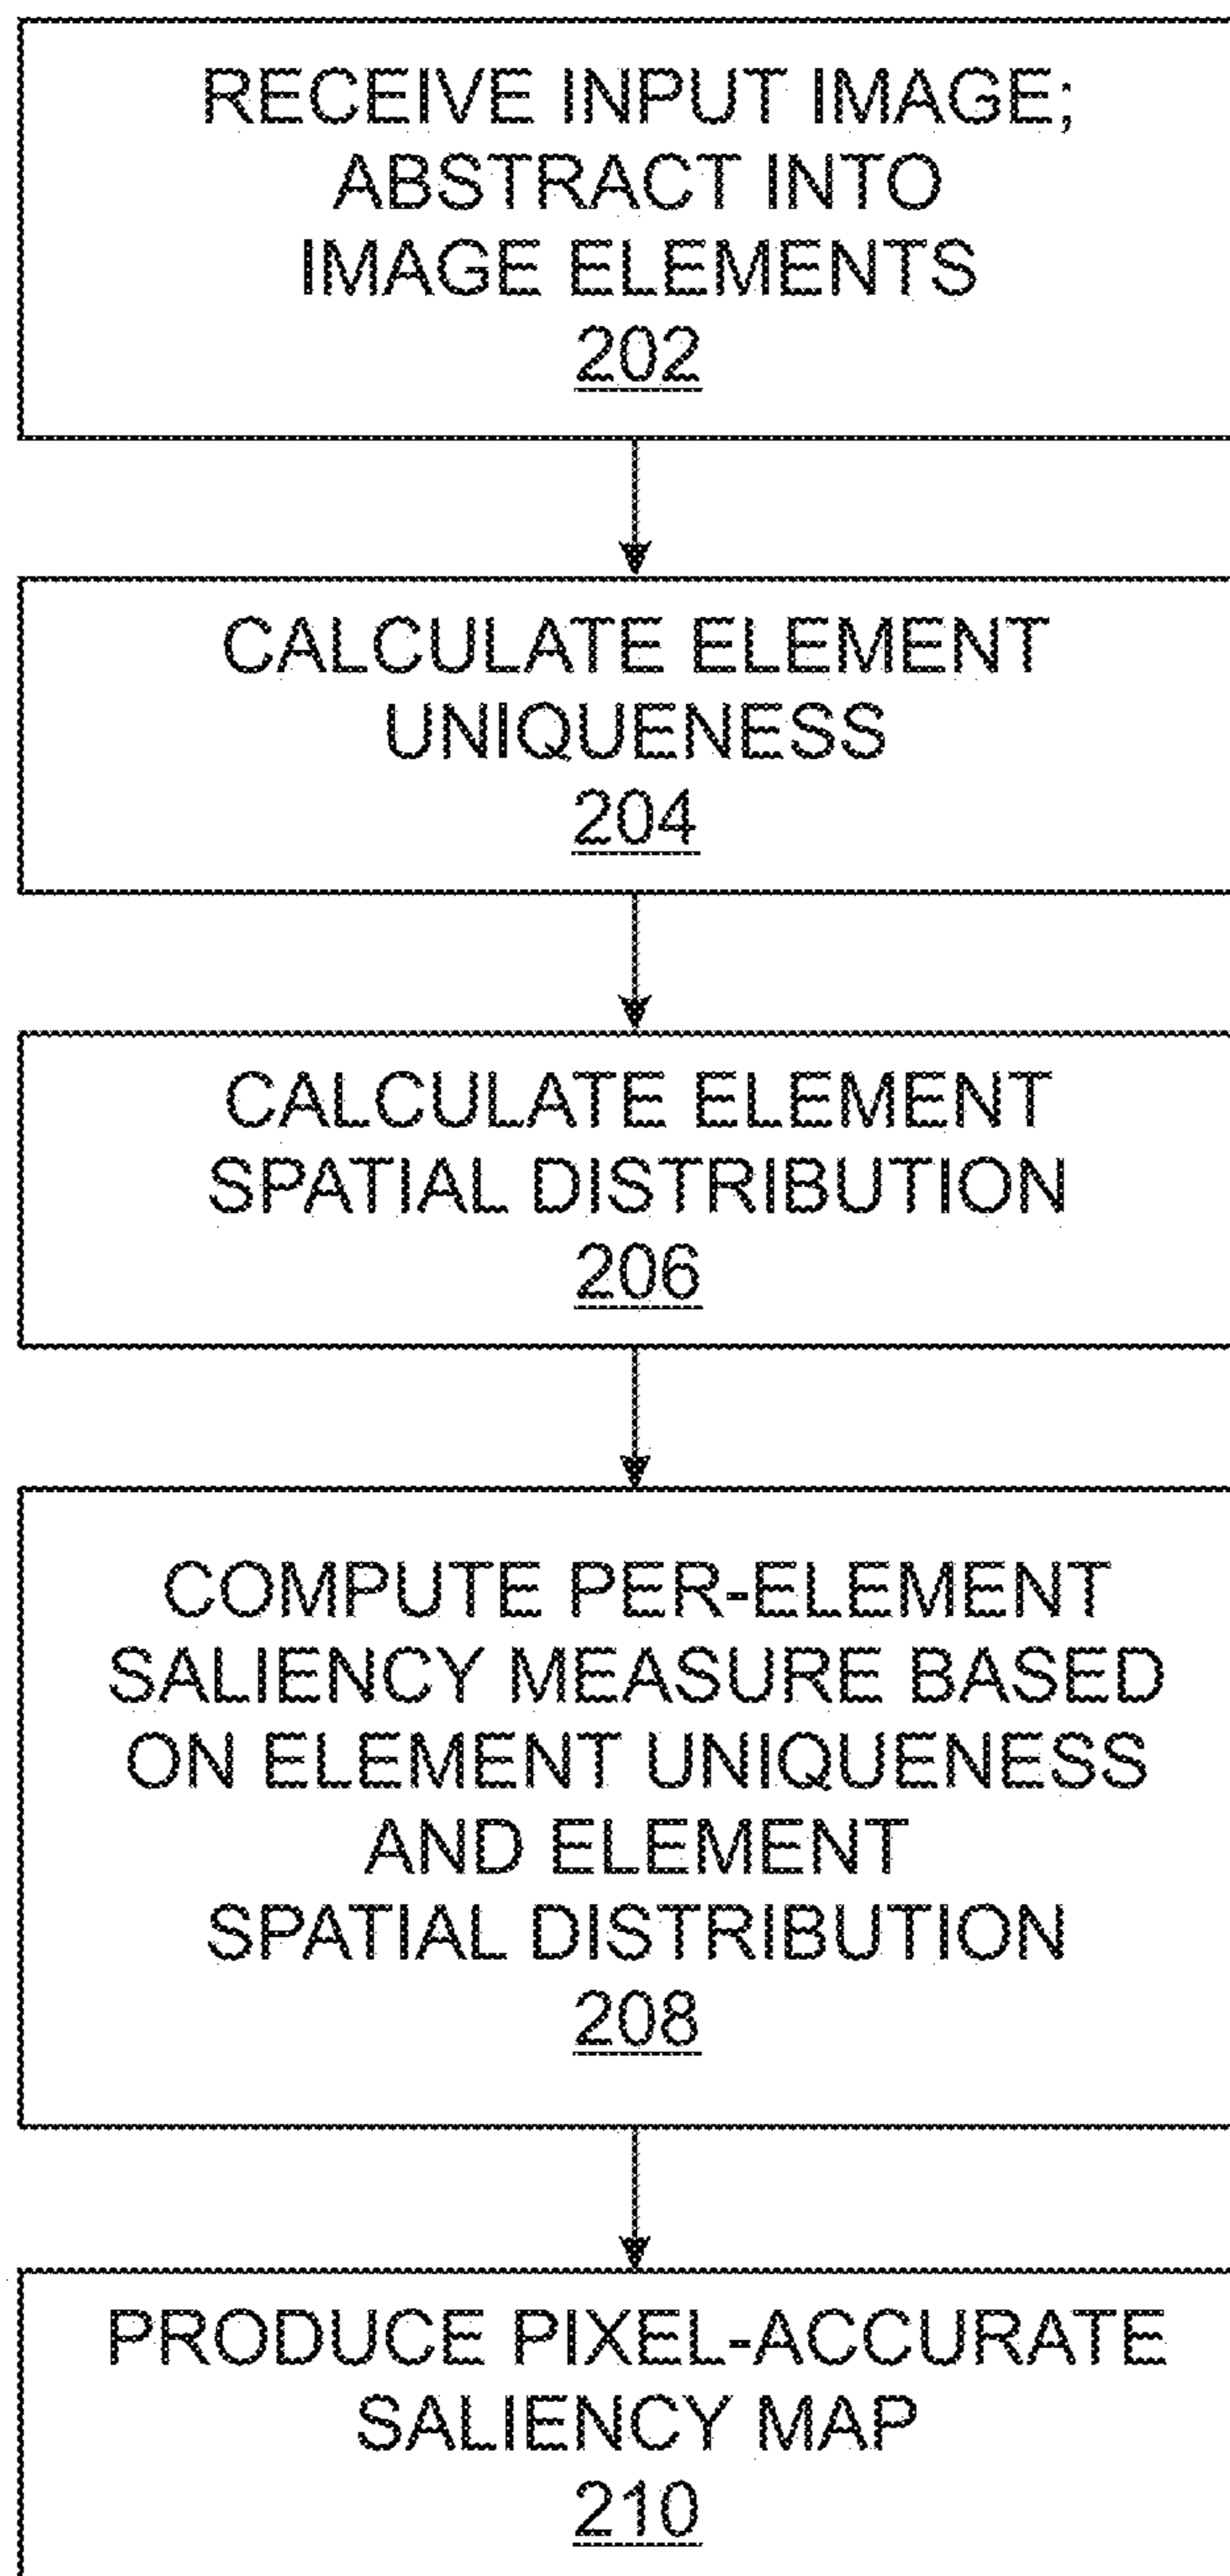 RECEIVE INPUT IMAGE;
ABSTRACT INTO
IMAGE ELEMENTS
202
CALCULATE ELEMENT
UNIQUENESS
204
CALCULATE ELEMENT
SPATIAL DISTRIBUTION
206
COMPUTE PER-ELEMENT
SALIENCY MEASURE BASED
ON ELEMENT UNIQUENESS
AND ELEMENT
SPATIAL DISTRIBUTION
208
PRODUCE PIXEL-ACCURATE
SALIENCY MAP
210